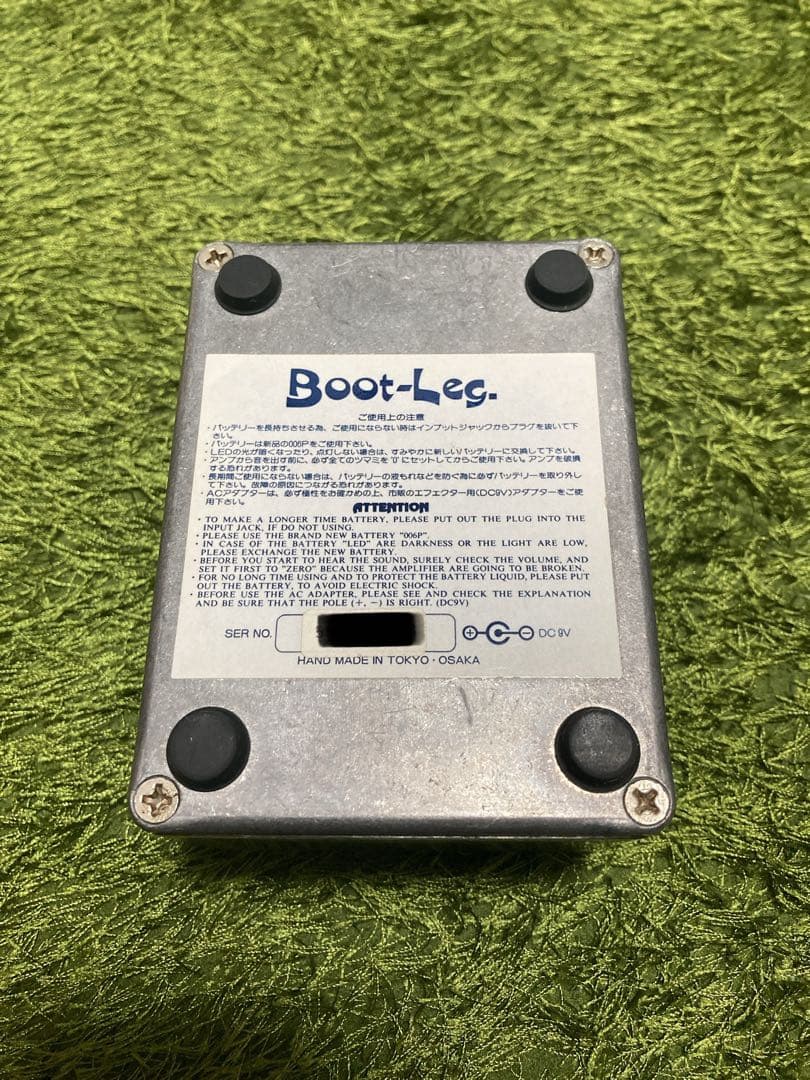 Boot-Leg.
ご使用上の注意
・バッテリーを長持ちさせる為、ご使用にならない時はインプットジャックからプラグを抜いて下
さい。
・バッテリーは新品の006Pをご使用下さい。
・LEDの光が暗くなったり、点灯しない場合は、すみやかに新しいバッテリーに交換して下さい。
・アンプから音を出す前に、必ず全てのツマミを"0"にセットしてからご使用下さい。アンプを破損
する恐れがあります。
・長期間ご使用にならない場合は、バッテリーの液もれなどを防ぐ為に必ずバッテリーを取り外し
て下さい。故障の原因につながる恐れがあります。
・ACアダプターは、必ず極性をお確かめの上、市販のエフェクター用(DC9V)アダプターをご使
用下さい。
ATTENTION
・TO MAKE A LONGER TIME BATTERY, PLEASE PUT OUT THE PLUG INTO THE
INPUT JACK, IF DO NOT USING.
・PLEASE USE THE BRAND NEW BATTERY "006P".
・IN CASE OF THE BATTERY "LED" ARE DARKNESS OR THE LIGHT ARE LOW,
PLEASE EXCHANGE THE NEW BATTERY.
・BEFORE YOU START TO HEAR THE SOUND, SURELY CHECK THE VOLUME, AND
SET IT FIRST TO "ZERO" BECAUSE THE AMPLIFIER ARE GOING TO BE BROKEN.
・FOR NO LONG TIME USING AND TO PROTECT THE BATTERY LIQUID, PLEASE PUT
OUT THE BATTERY, TO AVOID ELECTRIC SHOCK.
・BEFORE USE THE AC ADAPTER, PLEASE SEE AND CHECK THE EXPLANATION
AND BE SURE THAT THE POLE (+, −) IS RIGHT. (DC9V)
SER NO. DC 9V
HAND MADE IN TOKYO・OSAKA